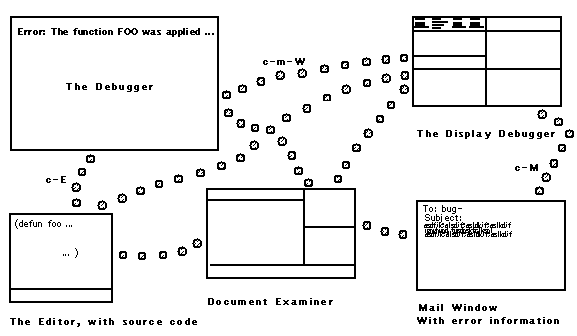 Error: The function FOO was applied ...
c-m-W
The Debugger
The Display Debugger
c-E
c-M
To: bug-
(defun foo ...
Subject:
... )
Document Examiner
Mail Window
The Editor, with source code
With error information